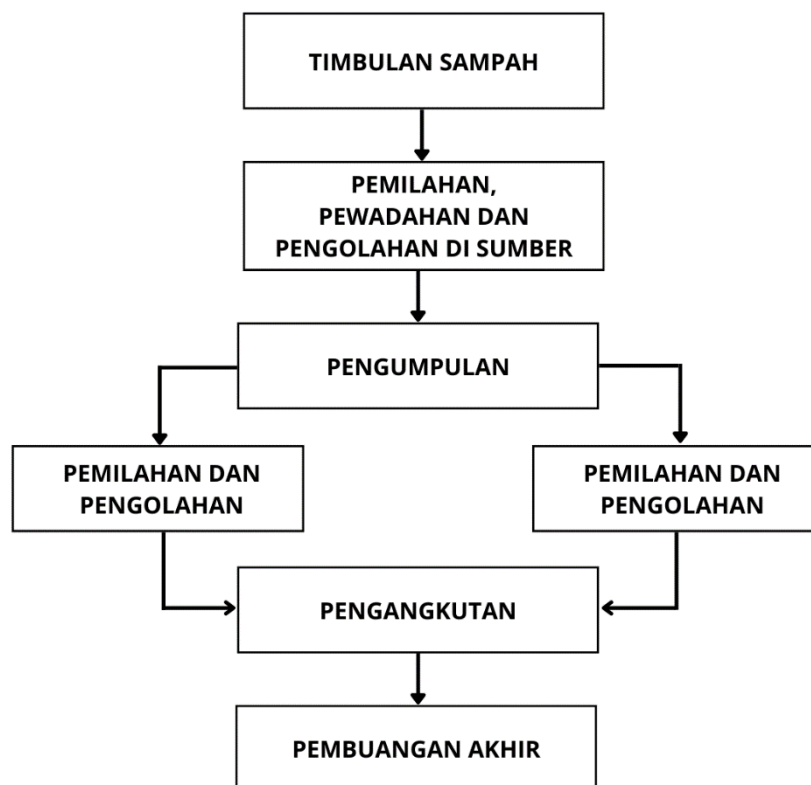 TIMBULAN SAMPAH
PEMILAHAN,
PEWADAHAN DAN
PENGOLAHAN DI SUMBER
PENGUMPULAN
PEMILAHAN DAN
PENGOLAHAN
PEMILAHAN DAN
PENGOLAHAN
PENGANGKUTAN
PEMBUANGAN AKHIR